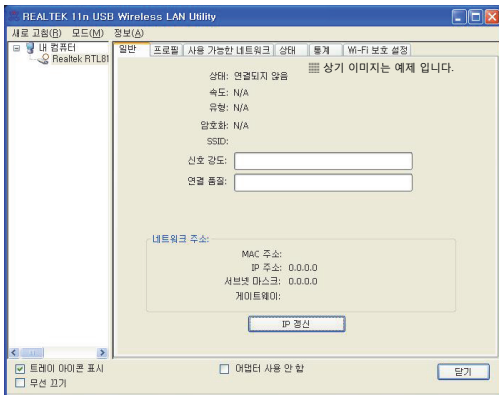 REALTEK 11n USB Wireless LAN Utility
새로 고침(R) 모드(M) 정보(A)
내 컴퓨터
Realtek RTL81
일반 프로필 사용 가능한 네트워크 상태 통계 Wi-Fi 보호 설정
▦ 상기 이미지는 예제 입니다.
상태: 연결되지 않음
속도: N/A
유형: N/A
암호화: N/A
SSID:
신호 강도:
연결 품질:
네트워크 주소:
MAC 주소:
IP 주소: 0.0.0.0
서브넷 마스크: 0.0.0.0
게이트웨이:
IP 갱신
트레이 아이콘 표시
어댑터 사용 안 함
닫기
무선 끄기